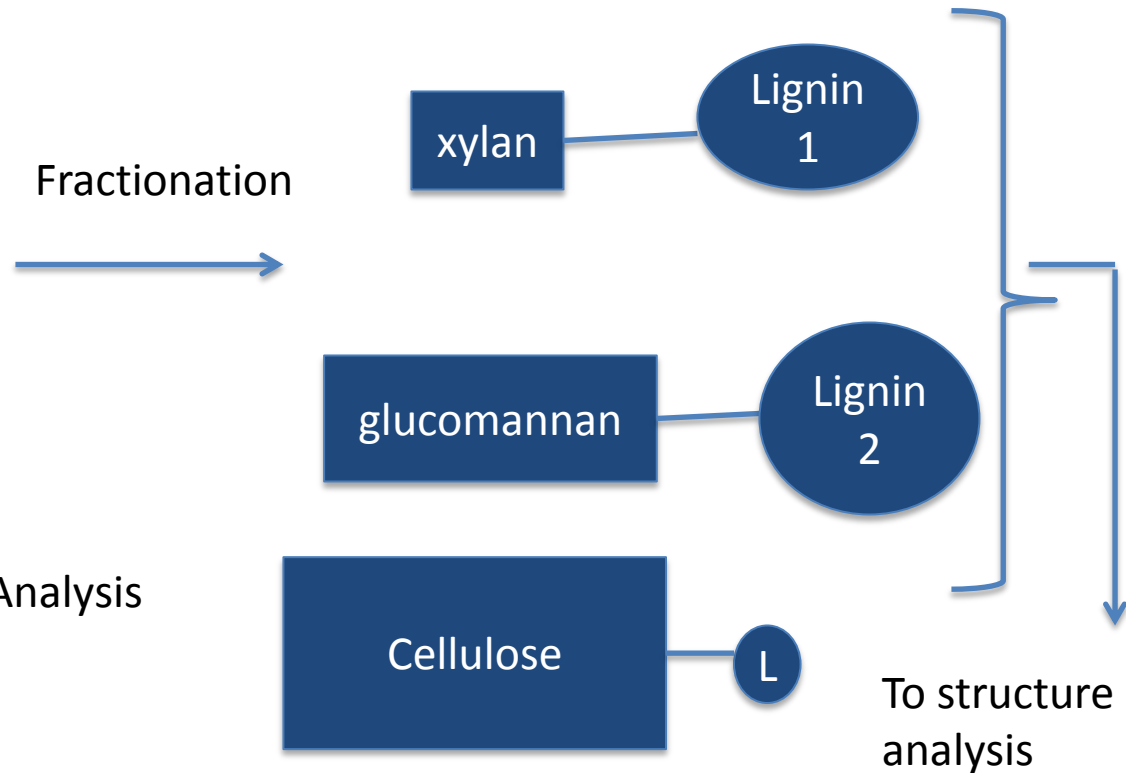 Fractionation
xylan
Lignin
1
glucomannan
Lignin
2
Analysis
Cellulose
L
To structure
analysis